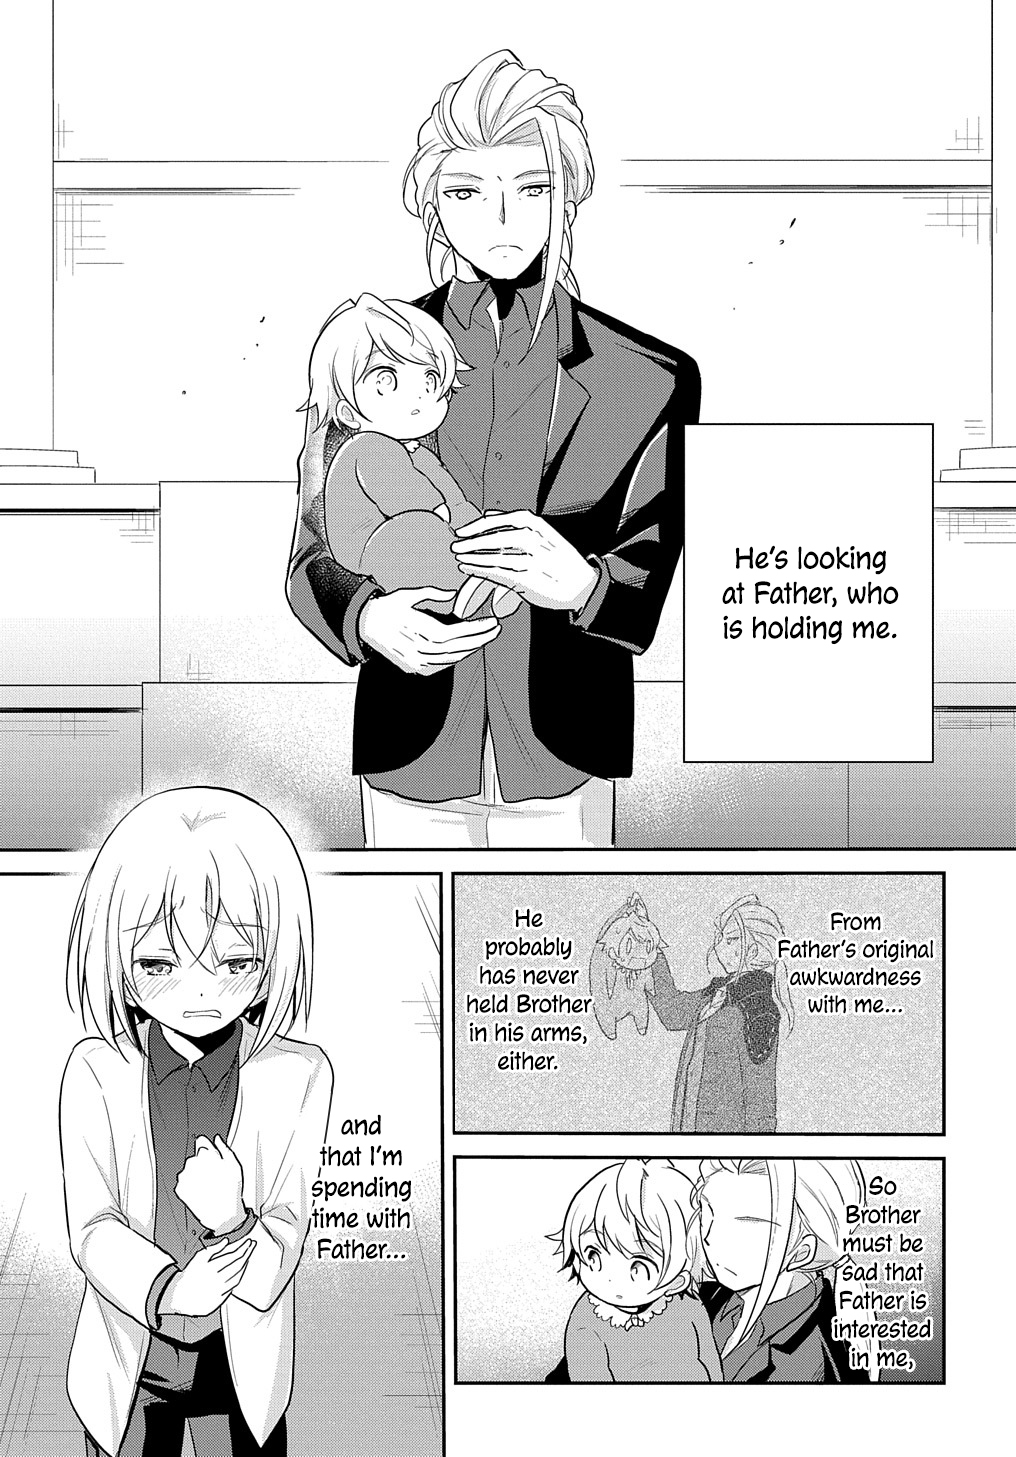 He's looking
at Father, who
is holding me.
From
Father's original
awkwardness
with me...
He
probably
has never
held Brother
in his arms,
either.
So
Brother
must be
sad that
Father is
interested
in me,
and
that I'm
spending
time with
Father...